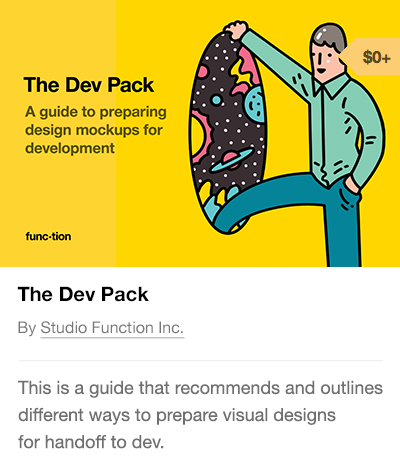 $0+
The Dev Pack
A guide to preparing
design mockups for
development
func-tion
The Dev Pack
By Studio Function Inc.
This is a guide that recommends and outlines
different ways to prepare visual designs
for handoff to dev.